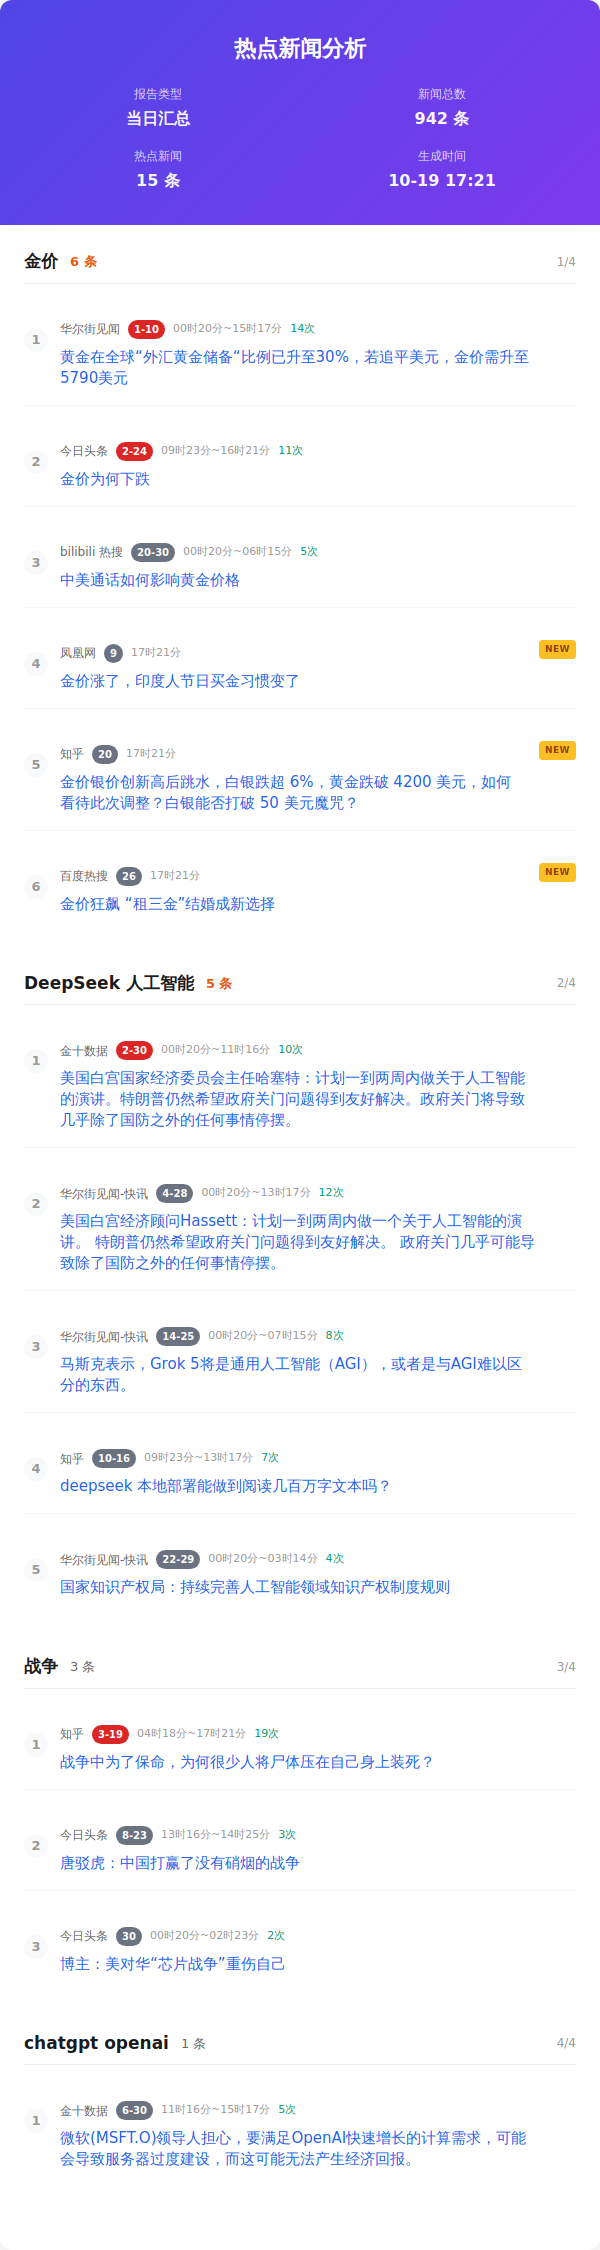 热点新闻分析
报告类型
新闻总数
当日汇总
942 条
热点新闻
生成时间
15 条
10-19 17:21
金价 6 条 1/4
1
华尔街见闻 1-10 00时20分~15时17分 14次
黄金在全球“外汇黄金储备“比例已升至30%，若追平美元，金价需升至
5790美元
2
今日头条 2-24 09时23分~16时21分 11次
金价为何下跌
3
bilibili 热搜 20-30 00时20分~06时15分 5次
中美通话如何影响黄金价格
4
凤凰网 9 17时21分 NEW
金价涨了，印度人节日买金习惯变了
5
知乎 20 17时21分 NEW
金价银价创新高后跳水，白银跌超 6%，黄金跌破 4200 美元，如何
看待此次调整？白银能否打破 50 美元魔咒？
6
百度热搜 26 17时21分 NEW
金价狂飙 “租三金”结婚成新选择
DeepSeek 人工智能 5 条 2/4
1
金十数据 2-30 00时20分~11时16分 10次
美国白宫国家经济委员会主任哈塞特：计划一到两周内做关于人工智能
的演讲。特朗普仍然希望政府关门问题得到友好解决。政府关门将导致
几乎除了国防之外的任何事情停摆。
2
华尔街见闻-快讯 4-28 00时20分~13时17分 12次
美国白宫经济顾问Hassett：计划一到两周内做一个关于人工智能的演
讲。 特朗普仍然希望政府关门问题得到友好解决。 政府关门几乎可能导
致除了国防之外的任何事情停摆。
3
华尔街见闻-快讯 14-25 00时20分~07时15分 8次
马斯克表示，Grok 5将是通用人工智能（AGI），或者是与AGI难以区
分的东西。
4
知乎 10-16 09时23分~13时17分 7次
deepseek 本地部署能做到阅读几百万字文本吗？
5
华尔街见闻-快讯 22-29 00时20分~03时14分 4次
国家知识产权局：持续完善人工智能领域知识产权制度规则
战争 3 条 3/4
1
知乎 3-19 04时18分~17时21分 19次
战争中为了保命，为何很少人将尸体压在自己身上装死？
2
今日头条 8-23 13时16分~14时25分 3次
唐驳虎：中国打赢了没有硝烟的战争
3
今日头条 30 00时20分~02时23分 2次
博主：美对华“芯片战争”重伤自己
chatgpt openai 1 条 4/4
1
金十数据 6-30 11时16分~15时17分 5次
微软(MSFT.O)领导人担心，要满足OpenAI快速增长的计算需求，可能
会导致服务器过度建设，而这可能无法产生经济回报。